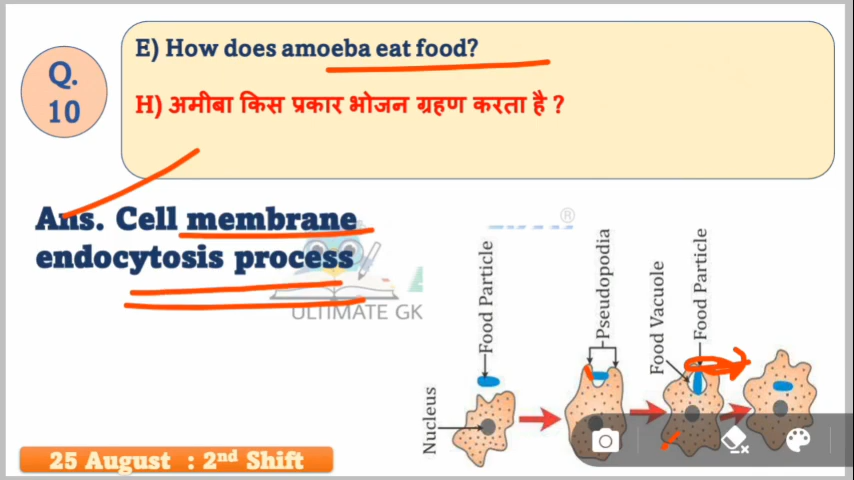 Q.
10
E) How does amoeba eat food?
H) अमीबा किस प्रकार भोजन ग्रहण करता है ?
Ans. Cell membrane
endocytosis process
ULTIMATE GK
®
Nucleus
Food Particle
Pseudopodia
Food Vacuole
Food Particle
25 August : 2nd Shift